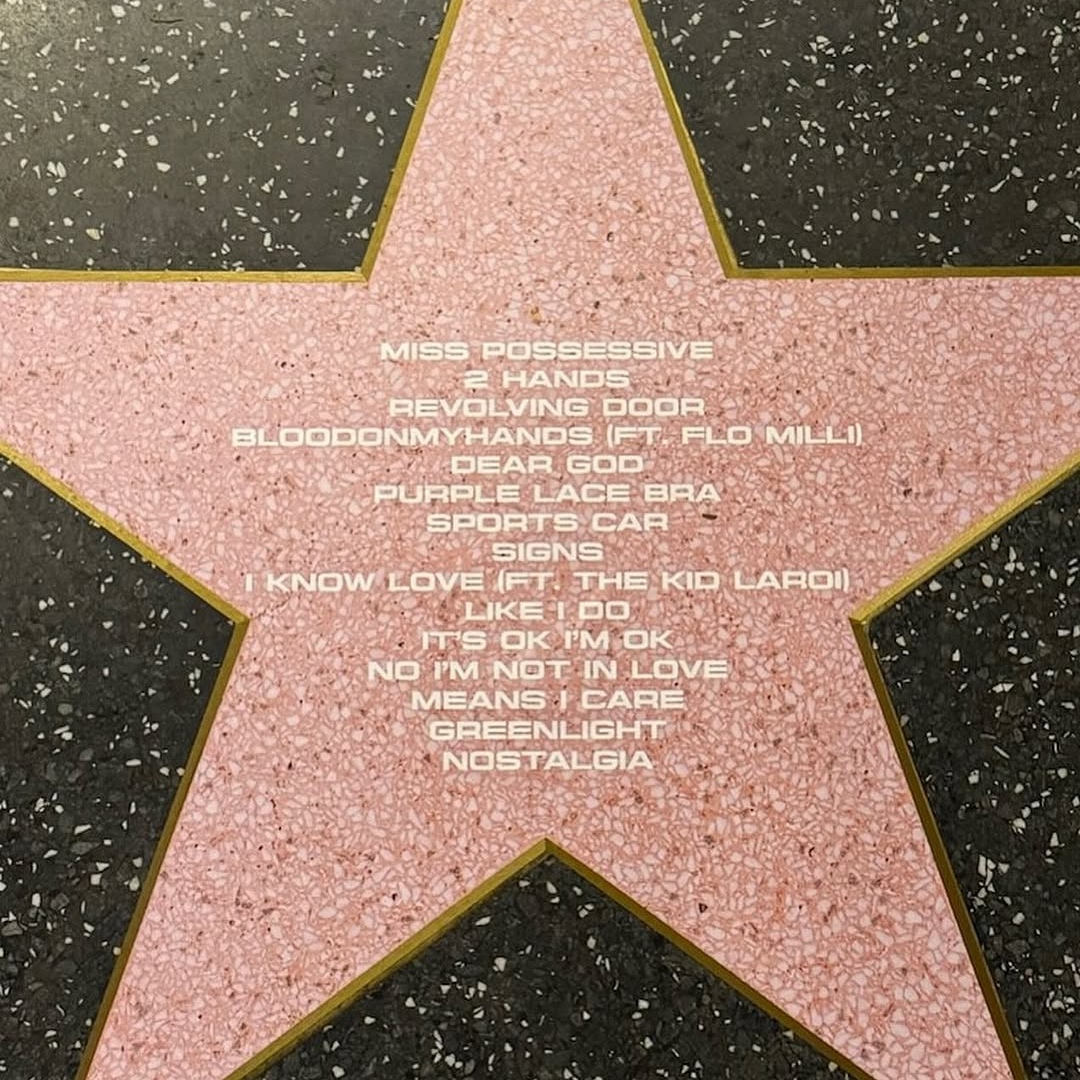 MISS POSSESSIVE
2 HANDS
REVOLVING DOOR
BLOODONMYHANDS (FT. FLO MILLI)
DEAR GOD
PURPLE LACE BRA
SPORTS CAR
SIGNS
I KNOW LOVE (FT. THE KID LAROI)
LIKE I DO
IT'S OK I'M OK
NO I'M NOT IN LOVE
MEANS I CARE
GREENLIGHT
NOSTALGIA